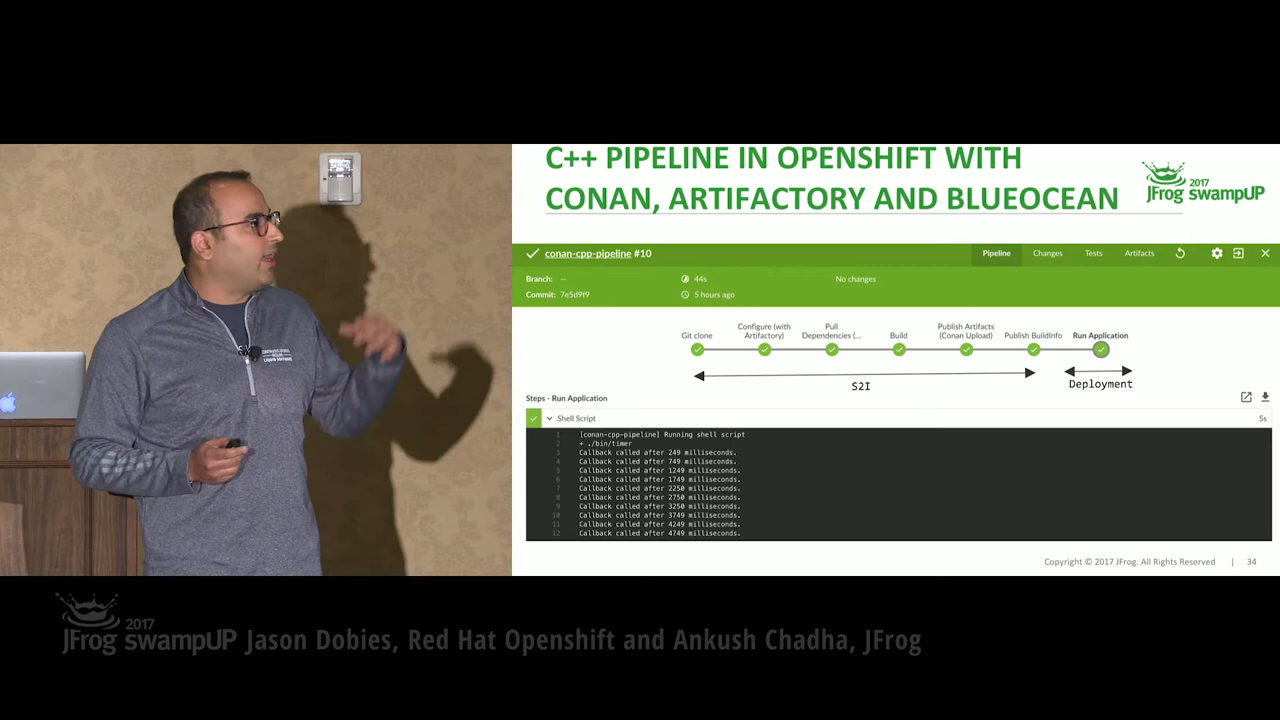 C++ PIPELINE IN OPENSHIFT WITH
CONAN, ARTIFACTORY AND BLUEOCEAN
2017
JFrog swampUP
conan-cpp-pipeline #10
Pipeline Changes Tests Artifacts
Branch: —
44s
No changes
Commit: 7e5d9f9
5 hours ago
Git clone
Configure (with
Artifactory)
Pull
Dependencies (...
Build
Publish Artifacts
(Conan Upload)
Publish BuildInfo
Run Application
S2I
Deployment
Steps - Run Application
Shell Script
5s
1 [conan-cpp-pipeline] Running shell script
2 + ./bin/timer
3 Callback called after 249 milliseconds.
4 Callback called after 749 milliseconds.
5 Callback called after 1249 milliseconds.
6 Callback called after 1749 milliseconds.
7 Callback called after 2250 milliseconds.
8 Callback called after 2750 milliseconds.
9 Callback called after 3250 milliseconds.
10 Callback called after 3749 milliseconds.
11 Callback called after 4249 milliseconds.
12 Callback called after 4749 milliseconds.
Copyright © 2017 JFrog. All Rights Reserved | 34
2017
JFrog swampUP Jason Dobies, Red Hat Openshift and Ankush Chadha, JFrog